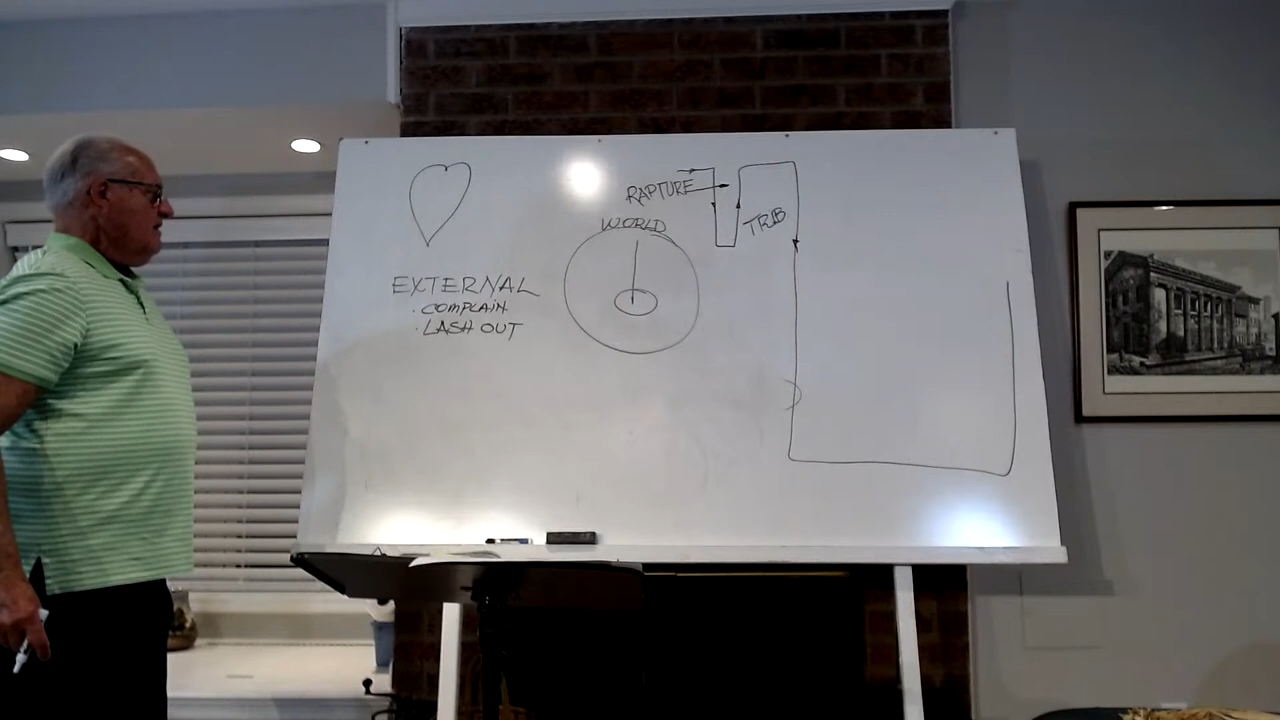 RAPTURE
WORLD
TRIB
EXTERNAL
· COMPLAIN
· LASH OUT